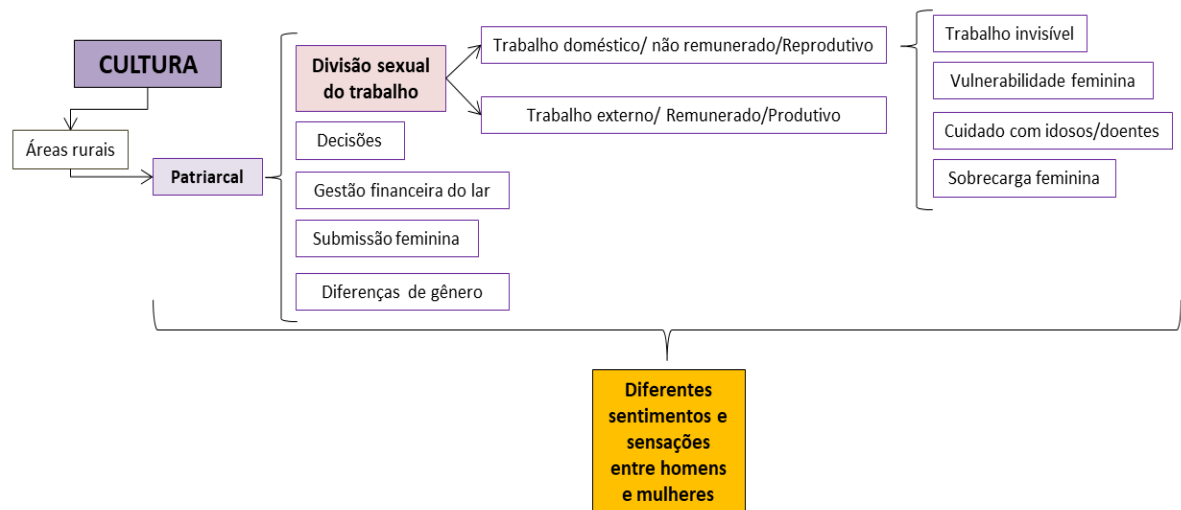 CULTURA
Áreas rurais
Patriarcal
Divisão sexual
do trabalho
Decisões
Gestão financeira do lar
Submissão feminina
Diferenças de gênero
Trabalho doméstico/ não remunerado/Reprodutivo
Trabalho externo/ Remunerado/Produtivo
Trabalho invisível
Vulnerabilidade feminina
Cuidado com idosos/doentes
Sobrecarga feminina
Diferentes
sentimentos e
sensações
entre homens
e mulheres